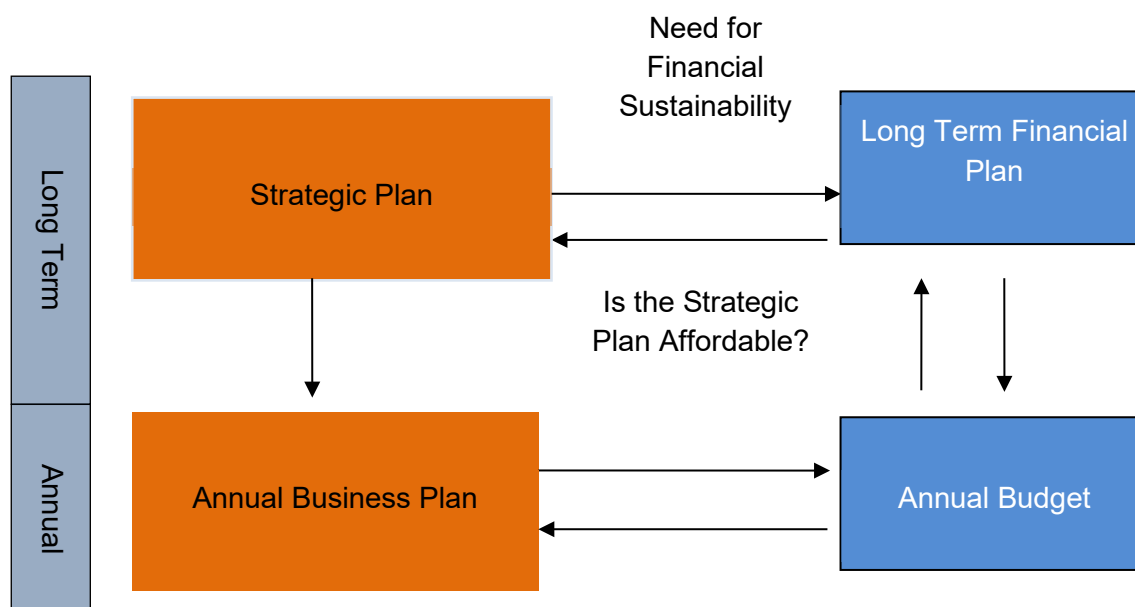 Need for
Financial
Sustainability
Long Term
Strategic Plan
Long Term Financial
Plan
Is the Strategic
Plan Affordable?
Annual
Annual Business Plan
Annual Budget